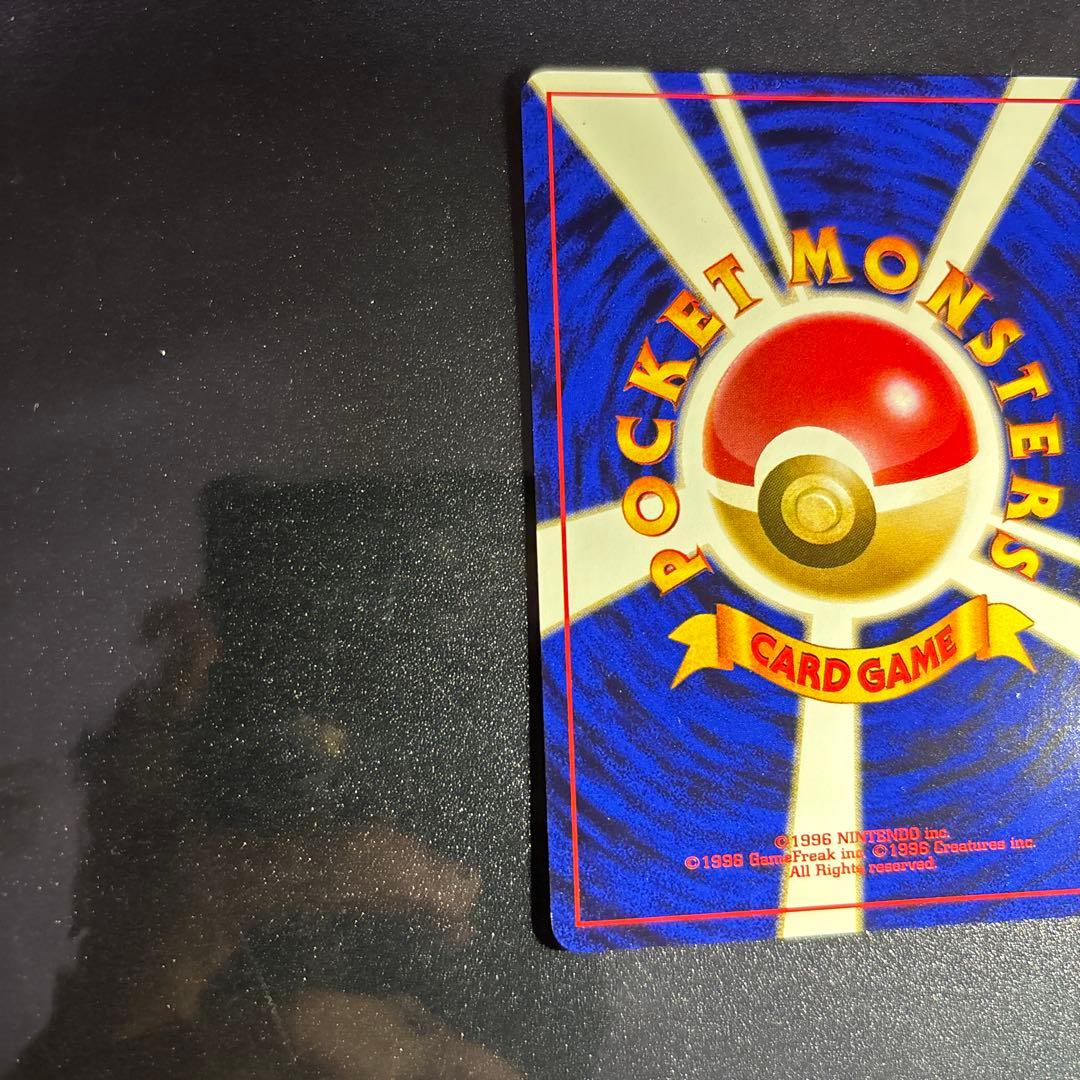 POCKET MONSTERS
CARD GAME
©1996 NINTENDO inc.
©1996 GameFreak inc. ©1996 Creatures inc.
All Rights reserved.